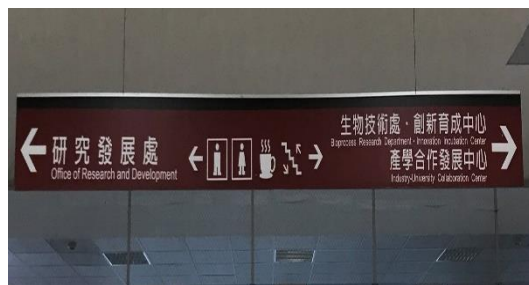 研究發展處
Office of Research and Development
生物技術處・創新育成中心
Bioprocess Research Department・Innovation Incubation Center
產學合作發展中心
Industry-University Collaboration Center